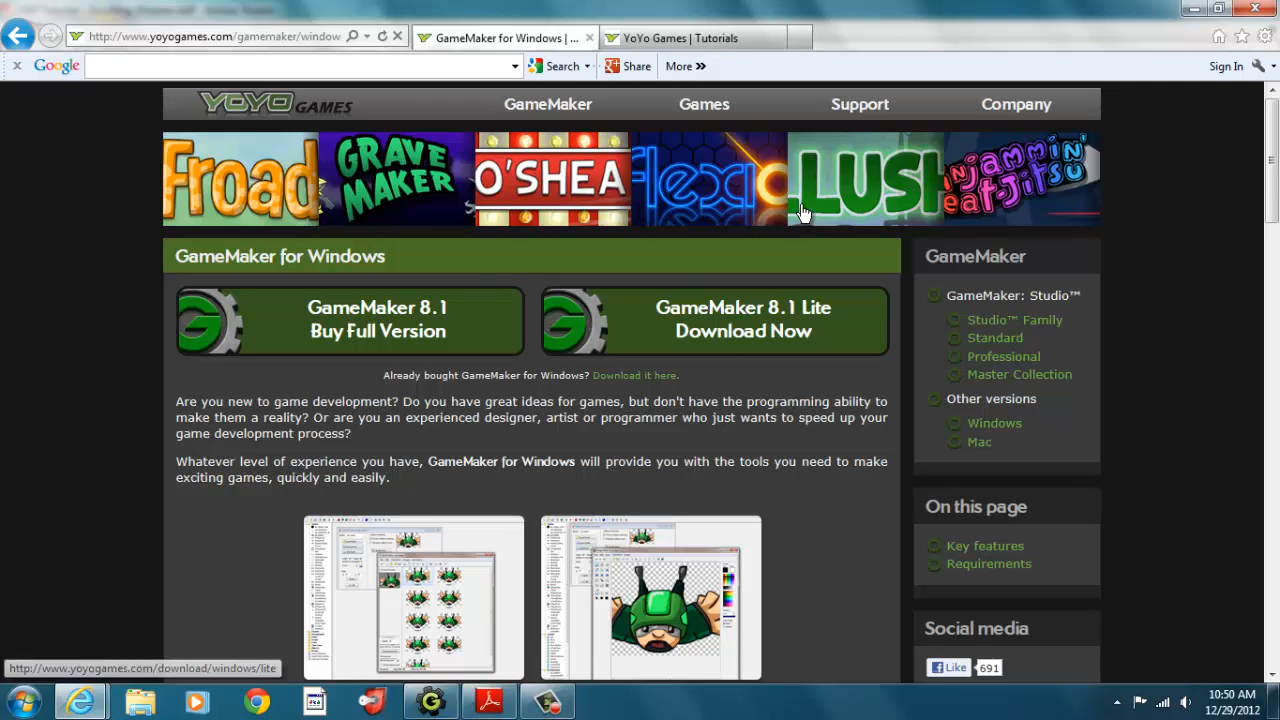 http://www.yoyogames.com/gamemaker/window
GameMaker for Windows | ...
YoYo Games | Tutorials
Google
Search
Share
More »
Sign In
YOYO GAMES
GameMaker
Games
Support
Company
Froad
GRAVE MAKER
O'SHEA
flexi
LUSH
GameMaker for Windows
GameMaker 8.1
Buy Full Version
GameMaker 8.1 Lite
Download Now
Already bought GameMaker for Windows? Download it here.
Are you new to game development? Do you have great ideas for games, but don't have the programming ability to
make them a reality? Or are you an experienced designer, artist or programmer who just wants to speed up your
game development process?
Whatever level of experience you have, GameMaker for Windows will provide you with the tools you need to make
exciting games, quickly and easily.
GameMaker
GameMaker: Studio™
Studio™ Family
Standard
Professional
Master Collection
Other versions
Windows
Mac
On this page
Key features
Requirements
Social media
Like
691
http://www.yoyogames.com/download/windows/lite
10:50 AM
12/29/2012